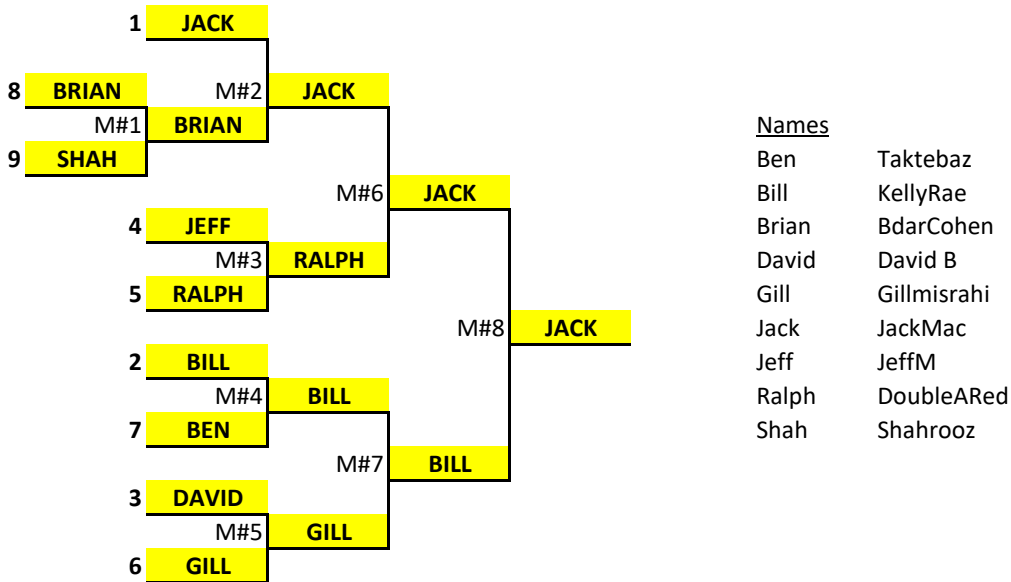 1 JACK
8 BRIAN M#2 JACK
M#1 BRIAN
9 SHAH
M#6 JACK
4 JEFF
M#3 RALPH
5 RALPH
M#8 JACK
2 BILL
M#4 BILL
7 BEN
M#7 BILL
3 DAVID
M#5 GILL
6 GILL
Names
Ben Taktebaz
Bill KellyRae
Brian BdarCohen
David David B
Gill Gillmisrahi
Jack JackMac
Jeff JeffM
Ralph DoubleARed
Shah Shahrooz